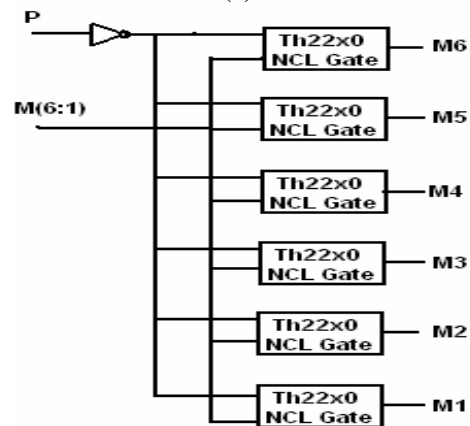 P
Th22x0
NCL Gate
M6
M(6:1)
Th22x0
NCL Gate
M5
Th22x0
NCL Gate
M4
Th22x0
NCL Gate
M3
Th22x0
NCL Gate
M2
Th22x0
NCL Gate
M1